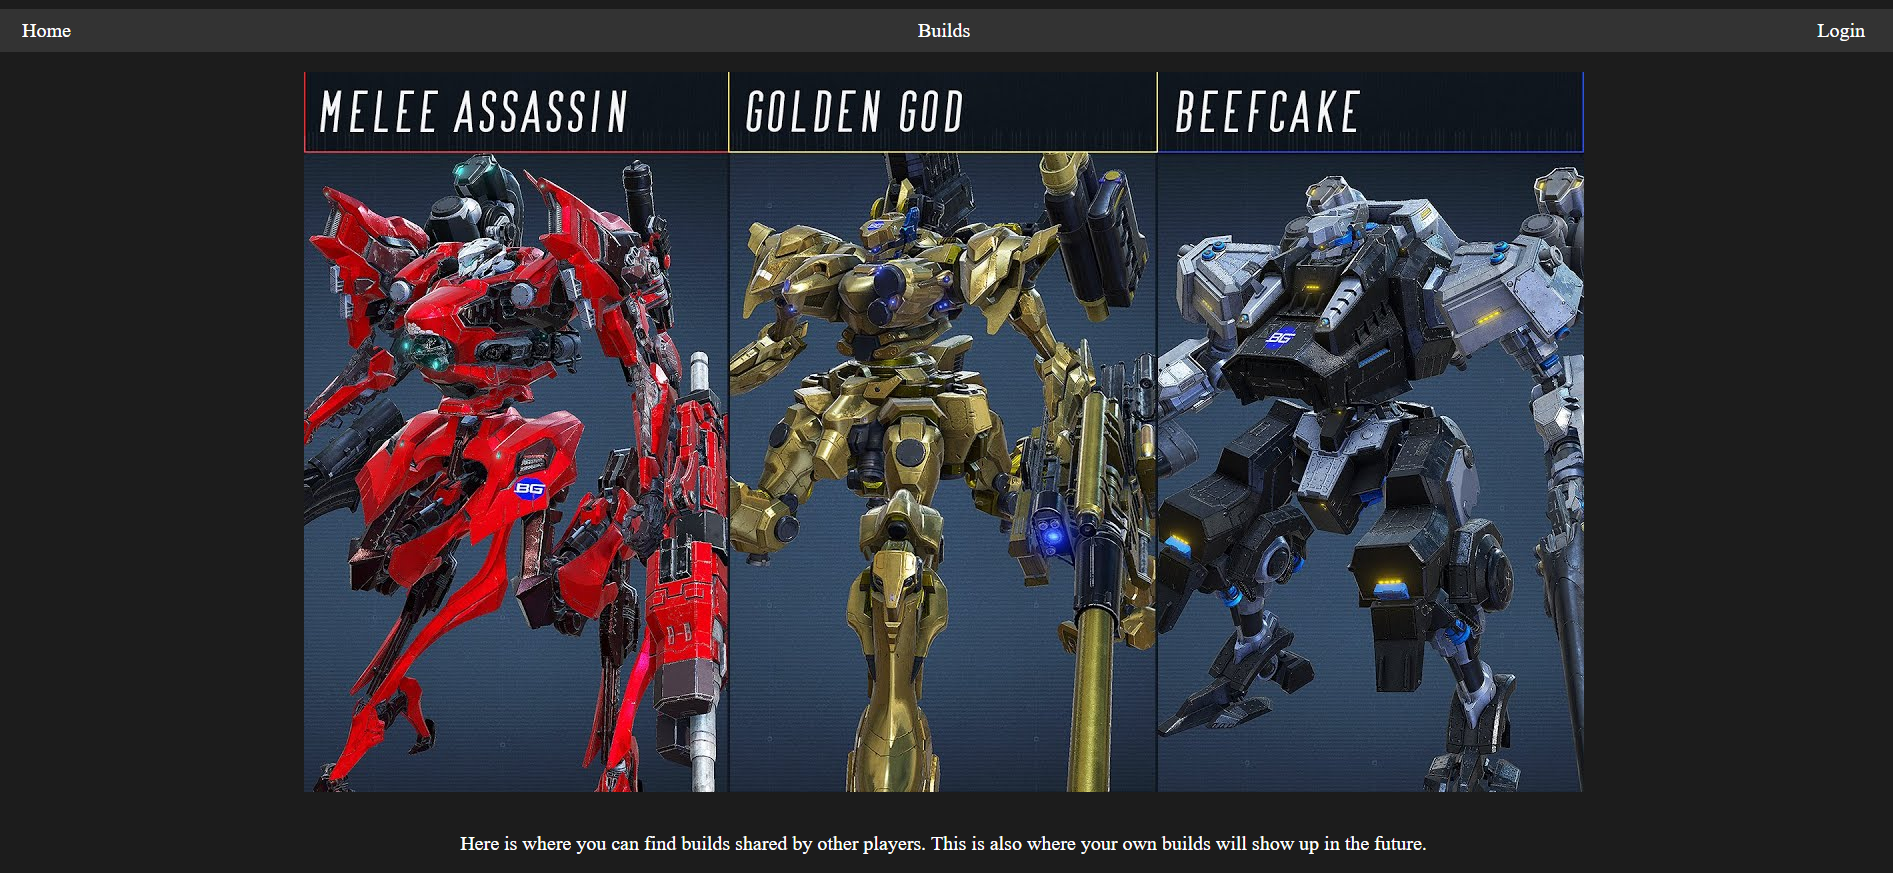 Home Builds Login
MELEE ASSASSIN GOLDEN GOD BEEFCAKE
BG
BG
Here is where you can find builds shared by other players. This is also where your own builds will show up in the future.